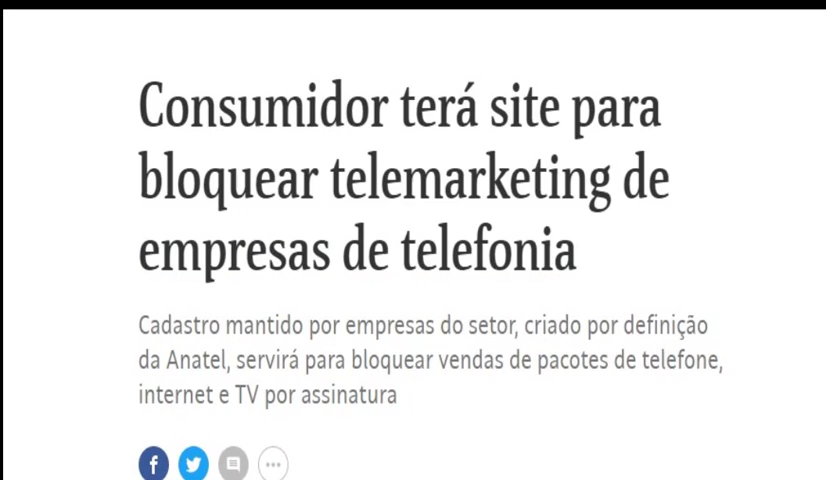 Consumidor terá site para
bloquear telemarketing de
empresas de telefonia
Cadastro mantido por empresas do setor, criado por definição
da Anatel, servirá para bloquear vendas de pacotes de telefone,
internet e TV por assinatura